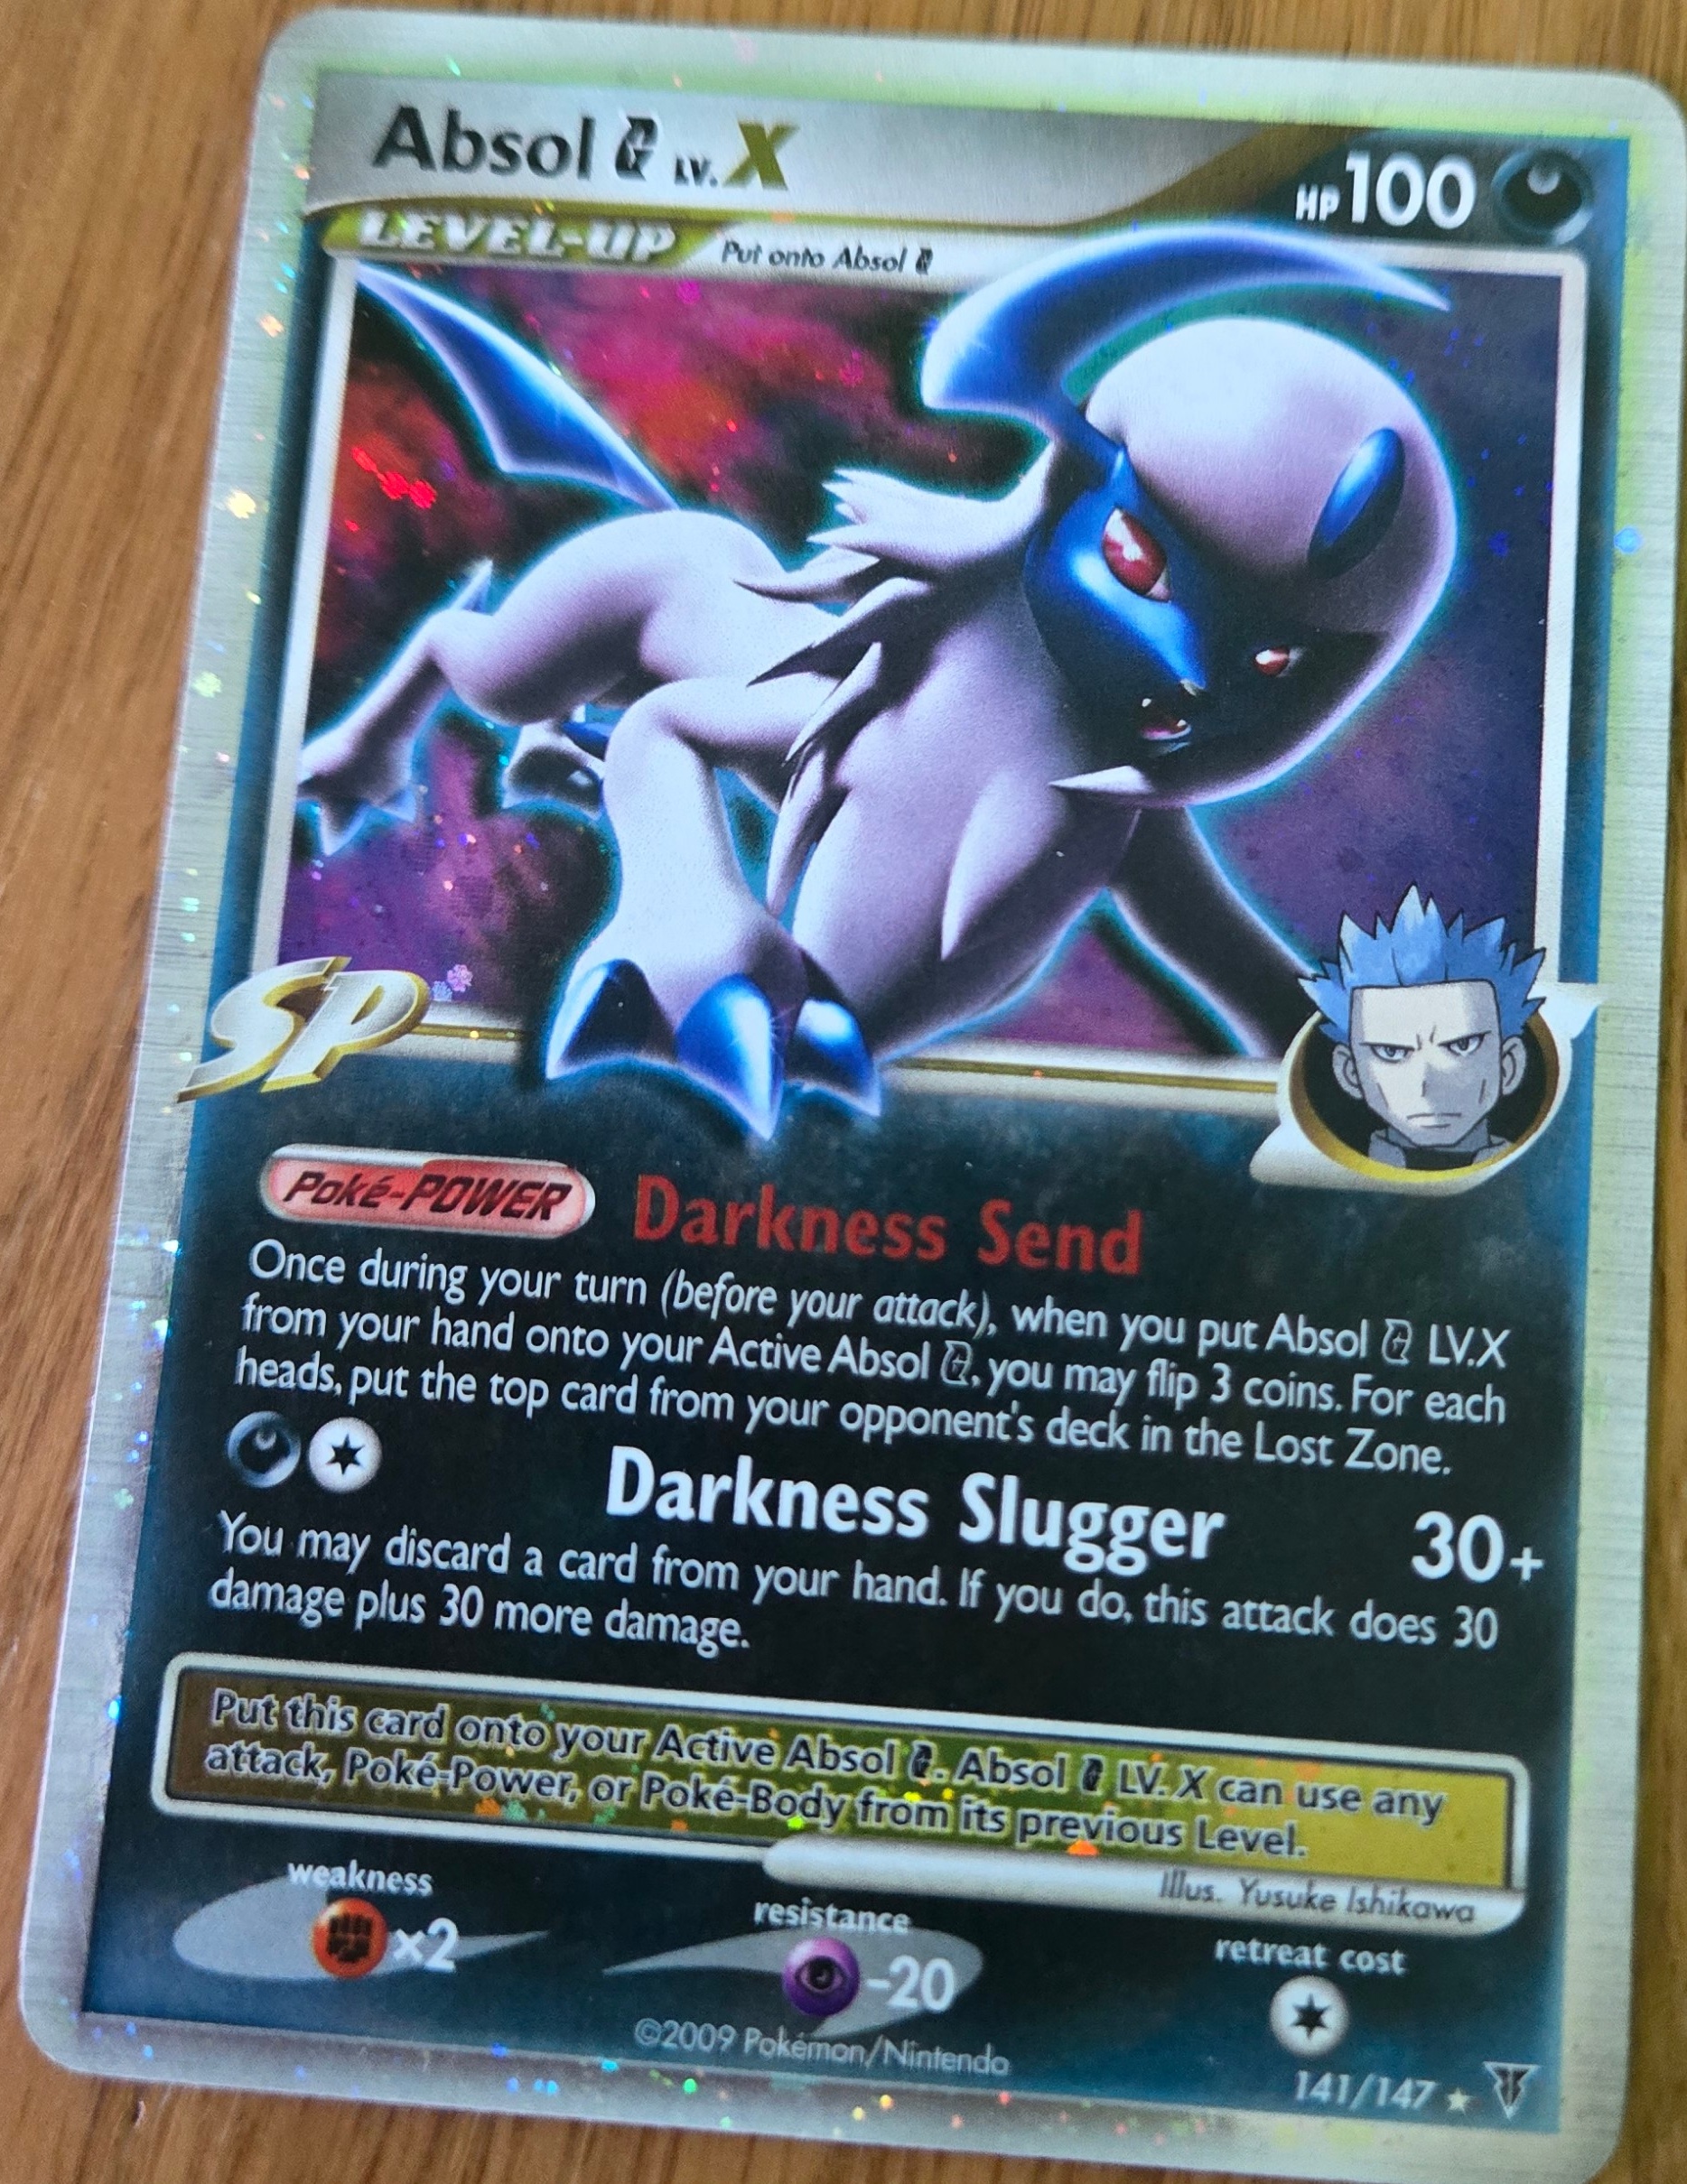 Absol G LV.X
HP 100
LEVEL-UP Put onto Absol G
SP
Poké-POWER Darkness Send
Once during your turn (before your attack), when you put Absol G LV.X
from your hand onto your Active Absol G, you may flip 3 coins. For each
heads, put the top card from your opponent's deck in the Lost Zone.
Darkness Slugger 30+
You may discard a card from your hand. If you do, this attack does 30
damage plus 30 more damage.
Put this card onto your Active Absol G. Absol G LV.X can use any
attack, Poké-Power, or Poké-Body from its previous Level.
Illus. Yusuke Ishikawa
weakness resistance retreat cost
×2 -20
©2009 Pokémon/Nintendo
141/147